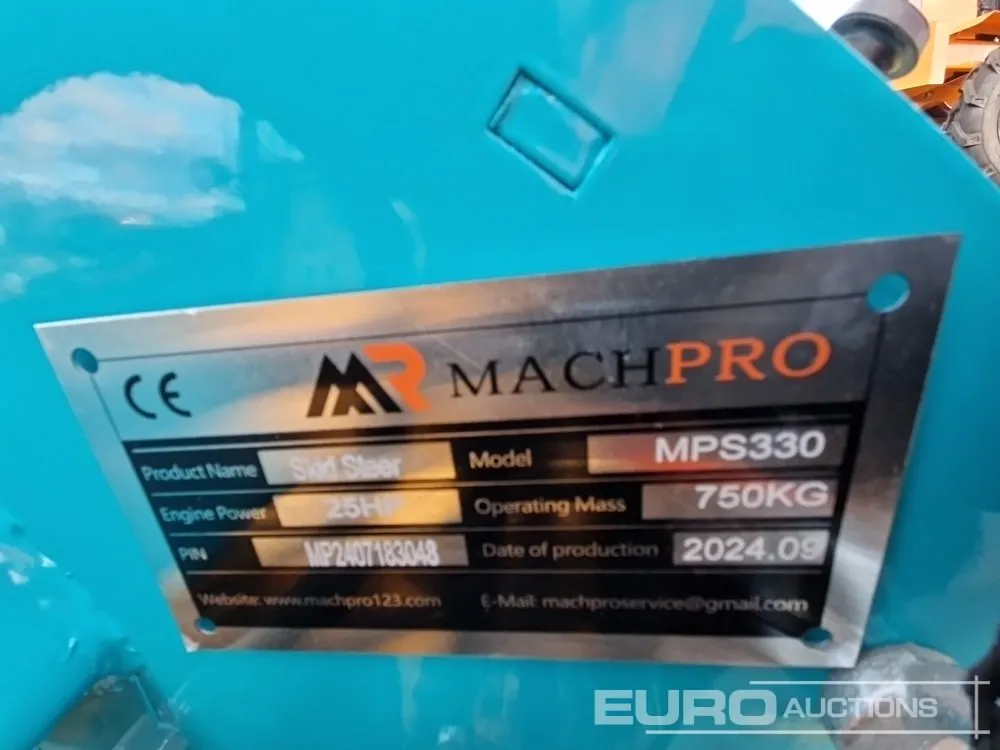 CE MR MACHPRO
Product Name Skid Steer Model MPS330
Engine Power 25HP Operating Mass 750KG
PIN MP2407183048 Date of production 2024.09
Website: www.machpro123.com E-Mail: machproservice@gmail.com
EURO AUCTIONS